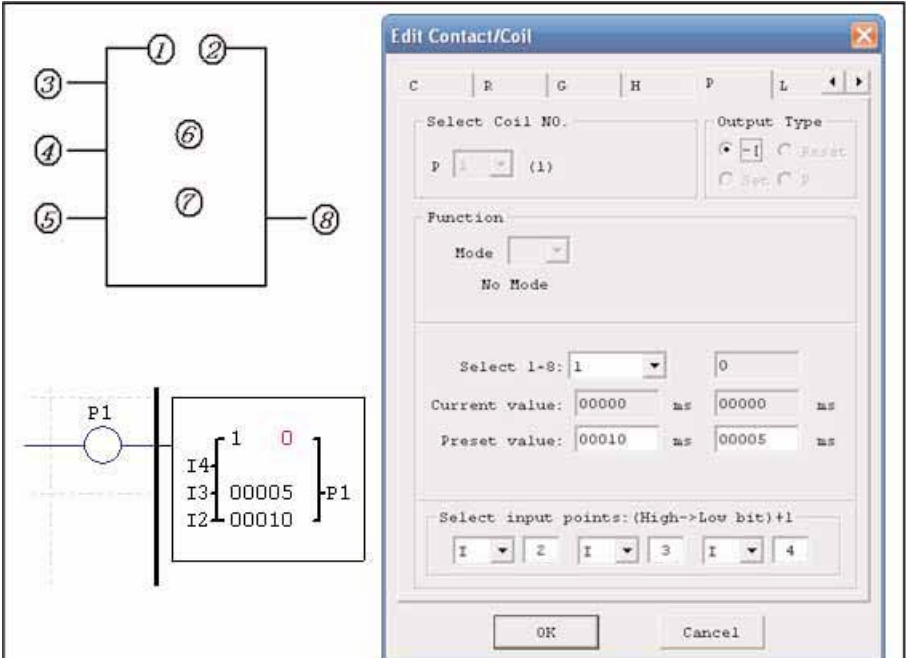 ① ②
③
④ ⑥
⑤ ⑦ ⑧
P1
1 0
I4
I3 00005 P1
I2 00010
Edit Contact/Coil
C R G H P L
Select Coil NO.
P 1 (1)
Output Type
-[ Reset
Set P
Function
Mode
No Mode
Select 1-8: 1 0
Current value: 00000 ms 00000 ms
Preset value: 00010 ms 00005 ms
Select input points:(High->Low bit)+1
I 2 I 3 I 4
OK Cancel